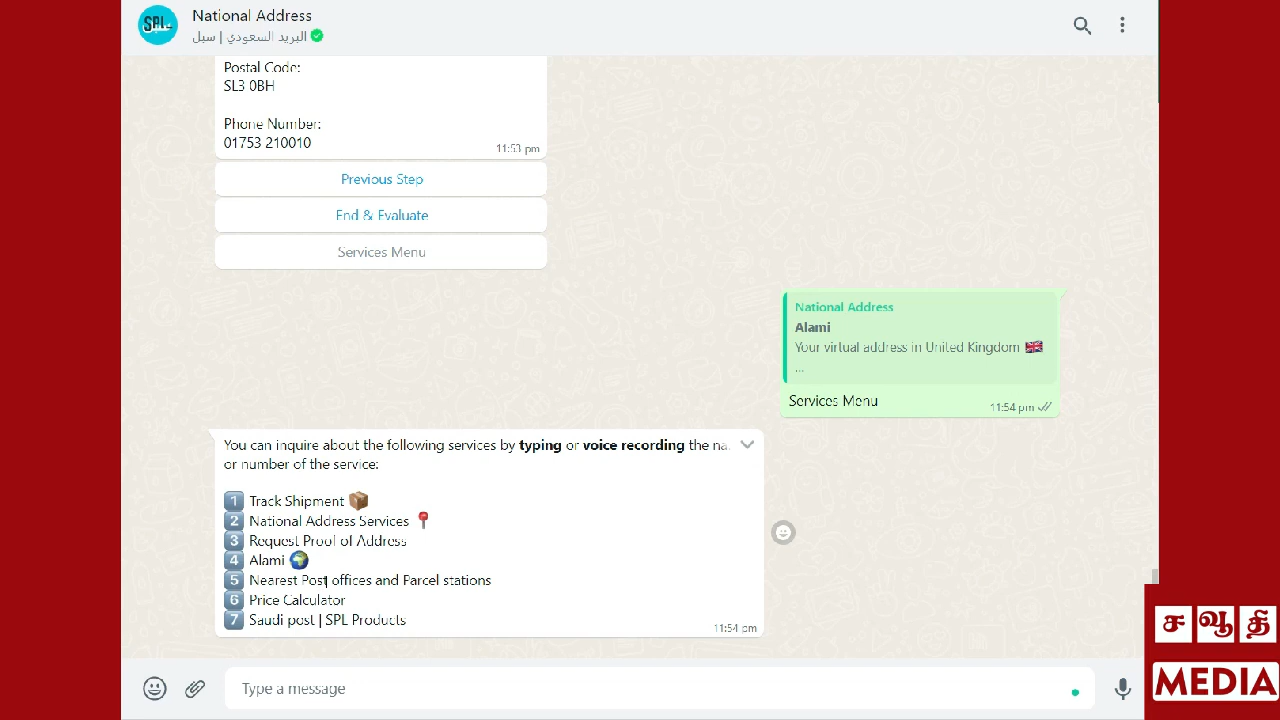 SPL
National Address
البريد السعودي | سبل
Postal Code:
SL3 0BH
Phone Number:
01753 210010
11:53 pm
Previous Step
End & Evaluate
Services Menu
National Address
Alami
Your virtual address in United Kingdom 🇬🇧
...
Services Menu
11:54 pm
You can inquire about the following services by typing or voice recording the
or number of the service:
1 Track Shipment 📦
2 National Address Services 📍
3 Request Proof of Address
4 Alami 🌍
5 Nearest Post offices and Parcel stations
6 Price Calculator
7 Saudi post | SPL Products
11:54 pm
Type a message
சவூதி
MEDIA